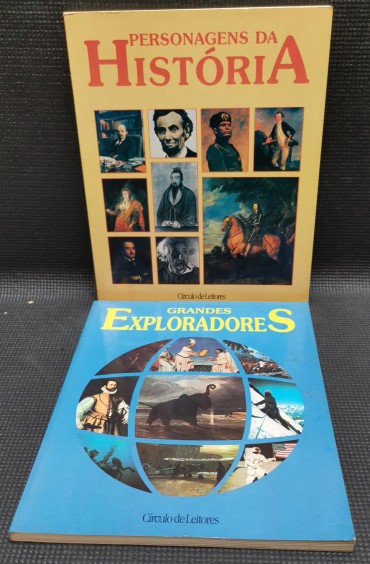 PERSONAGENS DA
HISTÓRIA
Círculo de Leitores
GRANDES
EXPLORADORES
Círculo de Leitores